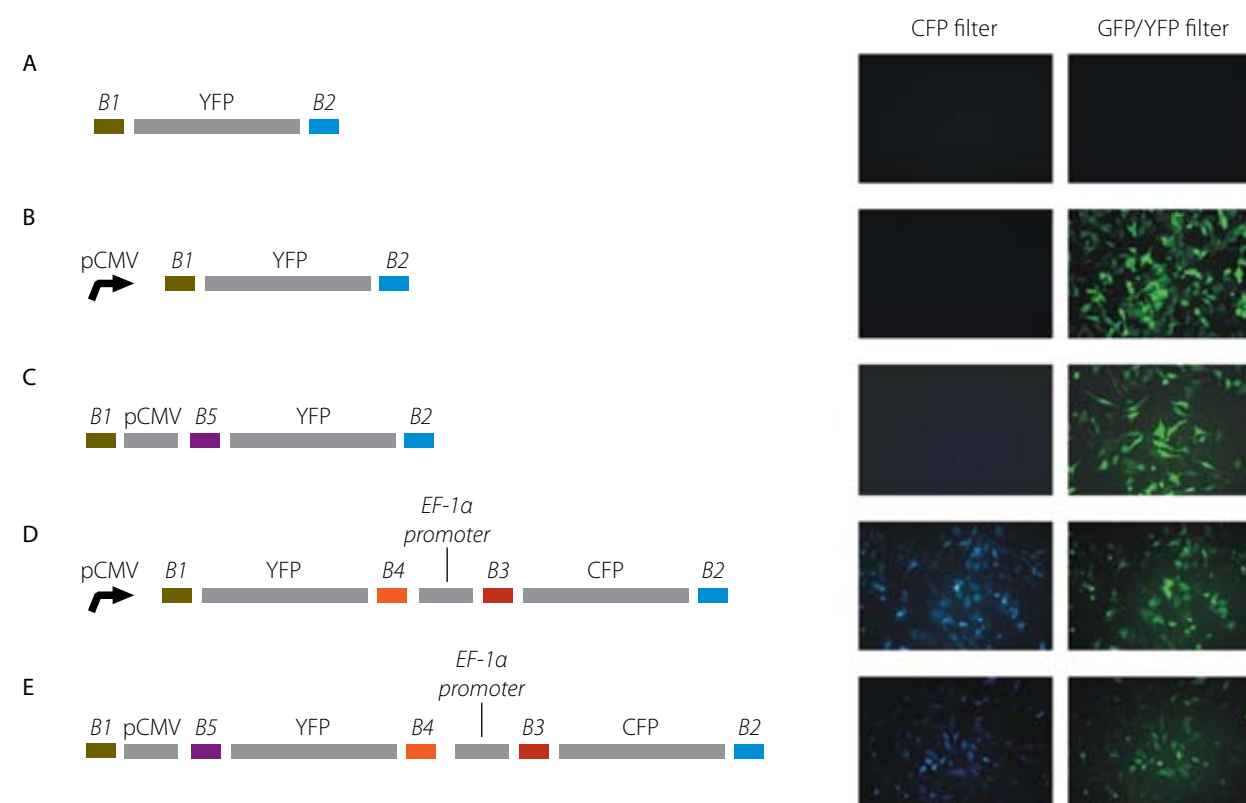 CFP filter GFP/YFP filter
A
B1 YFP B2
B
pCMV B1 YFP B2
C
B1 pCMV B5 YFP B2
EF-1α
promoter
D
pCMV B1 YFP B4 B3 CFP B2
EF-1α
promoter
E
B1 pCMV B5 YFP B4 B3 CFP B2